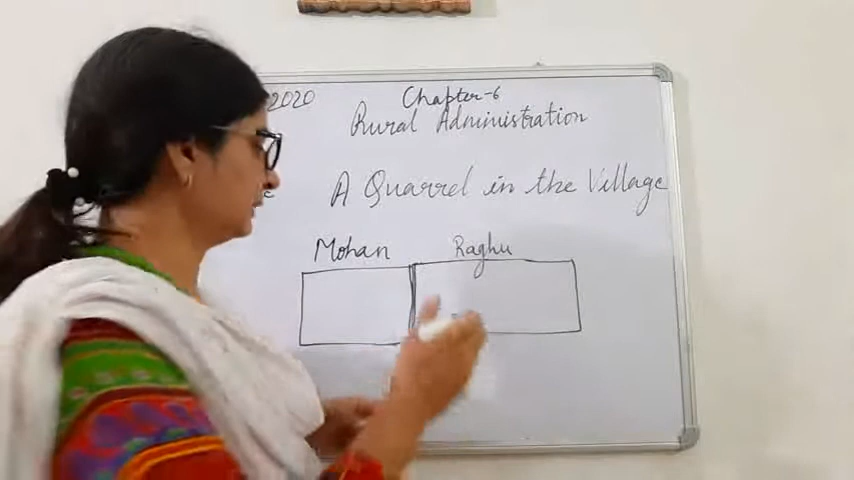 2020
Chapter-6
Rural Administration
A Quarrel in the Village
Mohan Raghu